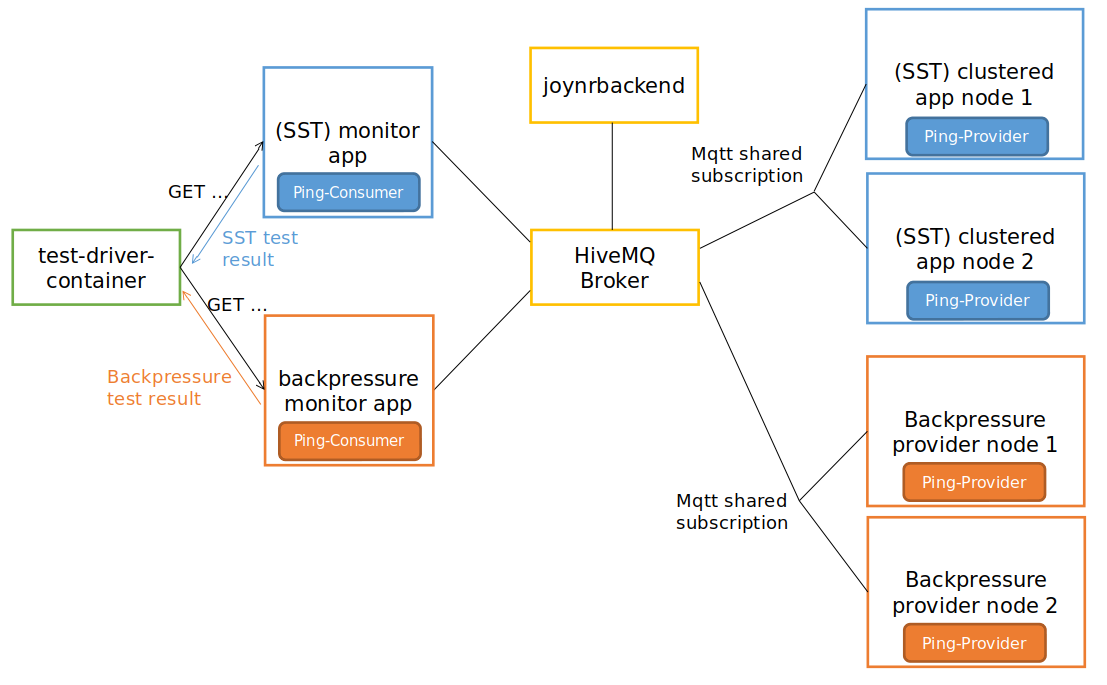 joynrbackend
(SST) monitor
app
Ping-Consumer
GET ...
SST test
result
test-driver-
container
GET ...
Backpressure
test result
backpressure
monitor app
Ping-Consumer
HiveMQ
Broker
Mqtt shared
subscription
(SST) clustered
app node 1
Ping-Provider
(SST) clustered
app node 2
Ping-Provider
Mqtt shared
subscription
Backpressure
provider node 1
Ping-Provider
Backpressure
provider node 2
Ping-Provider